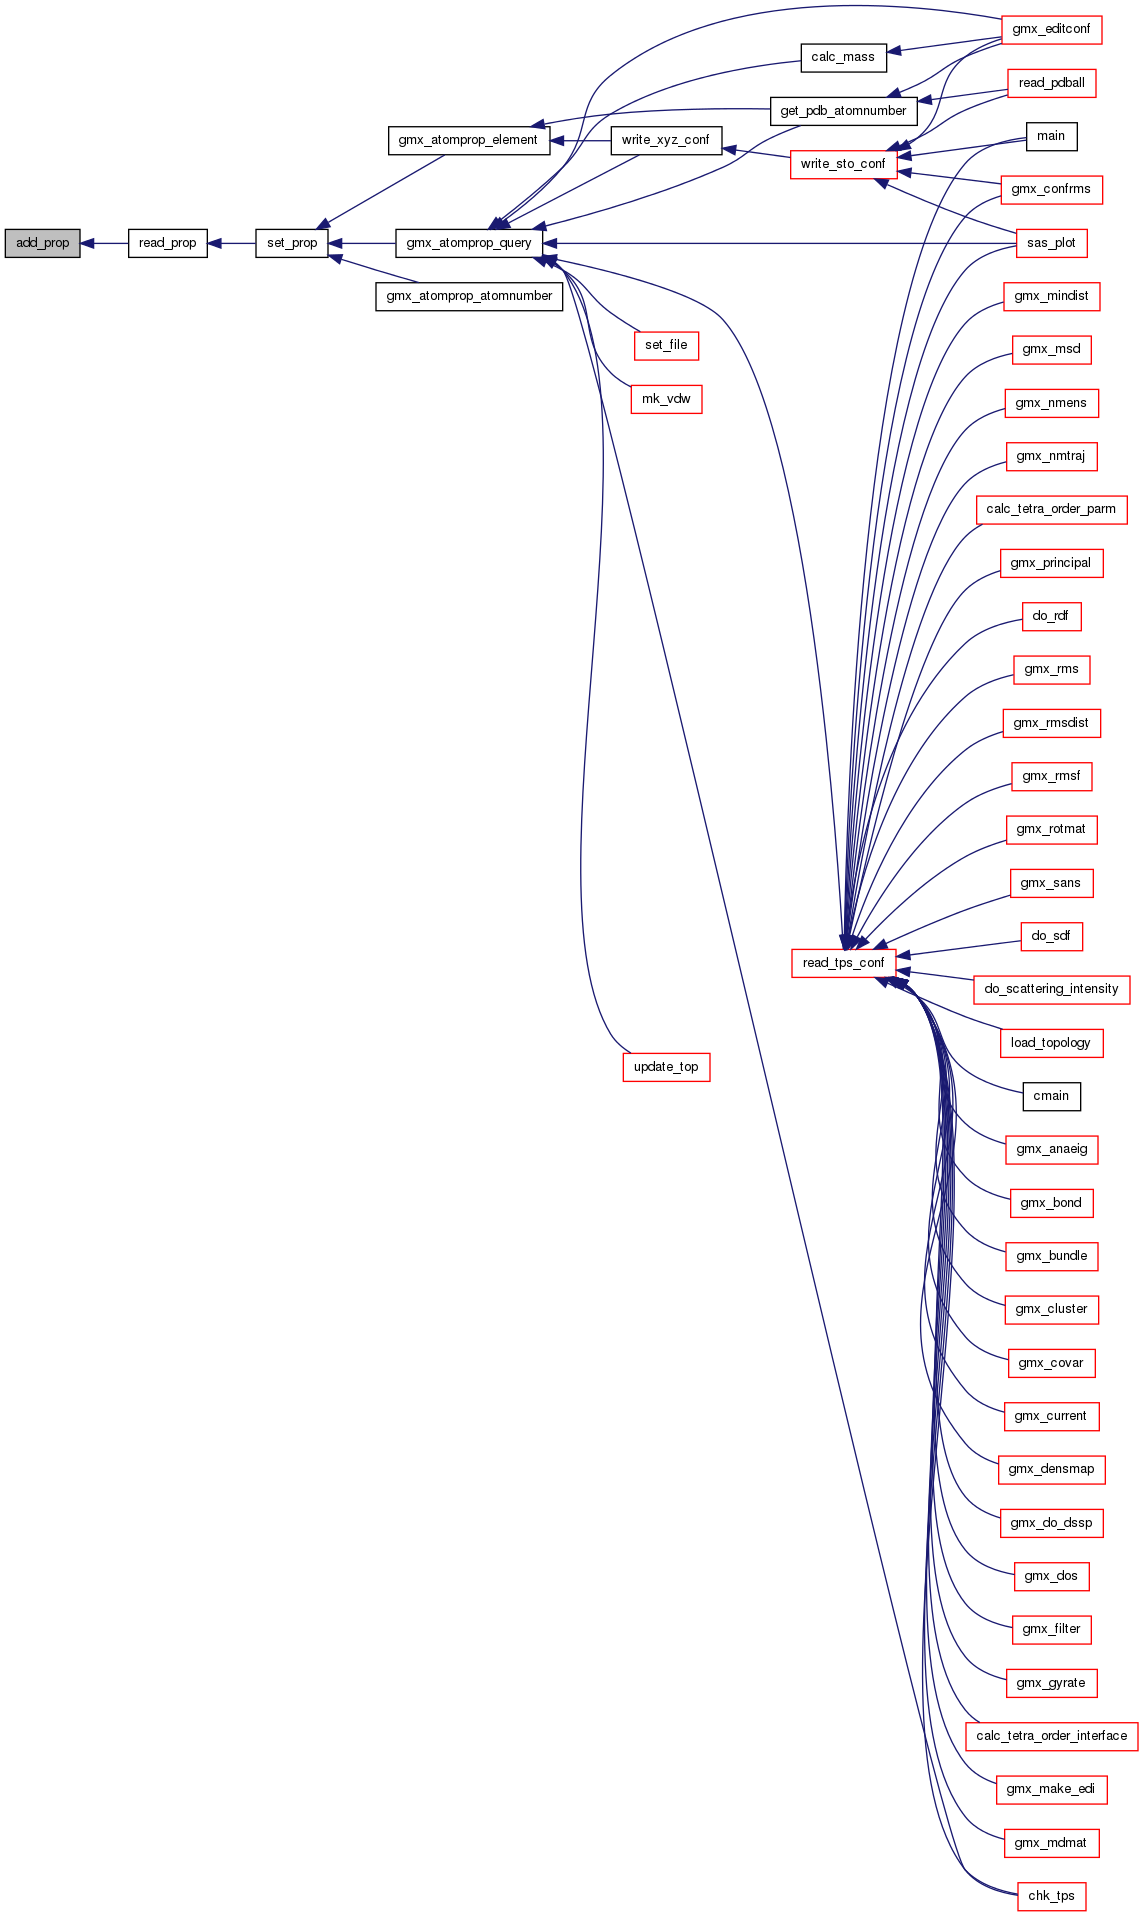 add_prop
read_prop
set_prop
gmx_atomprop_element
gmx_atomprop_query
gmx_atomprop_atomnumber
write_xyz_conf
set_file
mk_vdw
update_top
calc_mass
get_pdb_atomnumber
write_sto_conf
read_tps_conf
gmx_editconf
read_pdball
main
gmx_confrms
sas_plot
gmx_mindist
gmx_msd
gmx_nmens
gmx_nmtraj
calc_tetra_order_parm
gmx_principal
do_rdf
gmx_rms
gmx_rmsdist
gmx_rmsf
gmx_rotmat
gmx_sans
do_sdf
do_scattering_intensity
load_topology
cmain
gmx_anaeig
gmx_bond
gmx_bundle
gmx_cluster
gmx_covar
gmx_current
gmx_densmap
gmx_do_dssp
gmx_dos
gmx_filter
gmx_gyrate
calc_tetra_order_interface
gmx_make_edi
gmx_mdmat
chk_tps